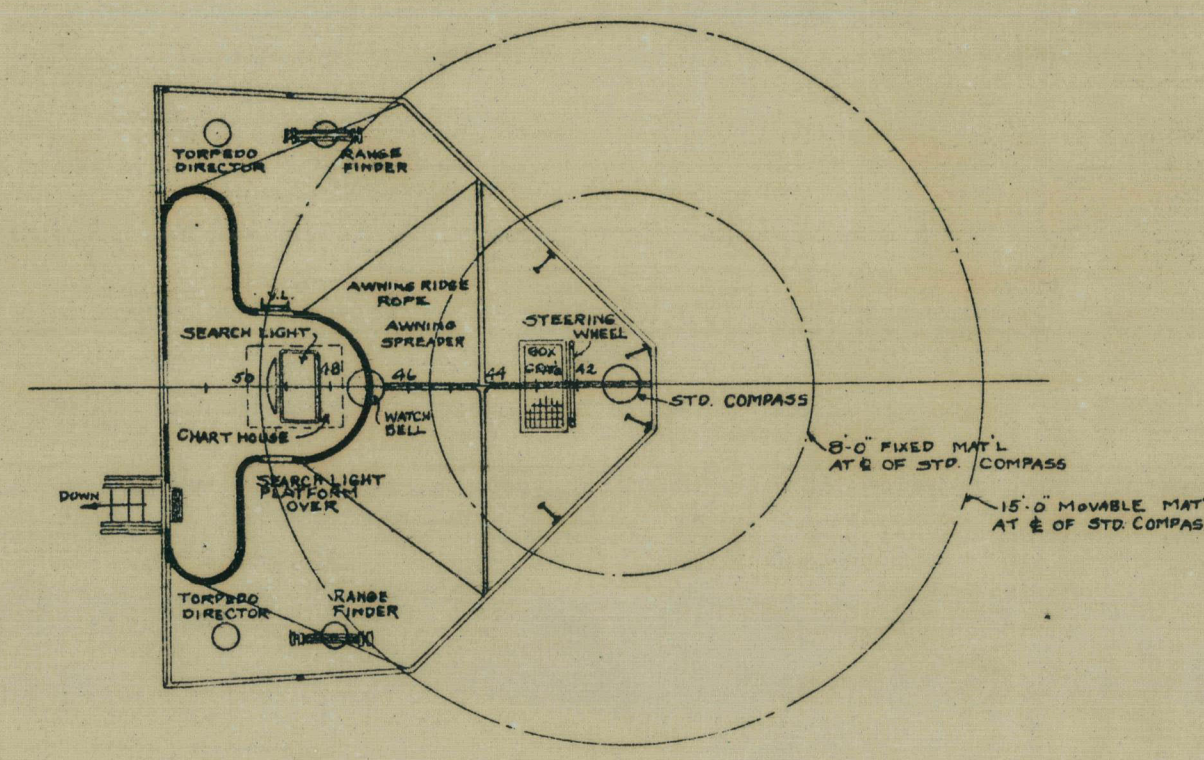 TORPEDO
DIRECTOR
RANGE
FINDER
AWNING RIDGE
ROPE
AWNING
SPREADER
STEERING
WHEEL
SEARCH LIGHT
50
48
46
44
BOX
42
STD. COMPASS
WATCH
BELL
CHART HOUSE
SEARCH LIGHT
PLATFORM
OVER
DOWN
8'-0" FIXED MAT'L
AT ℄ OF STD. COMPASS
15'-0" MOVABLE MAT
AT ℄ OF STD. COMPAS
TORPEDO
DIRECTOR
RANGE
FINDER